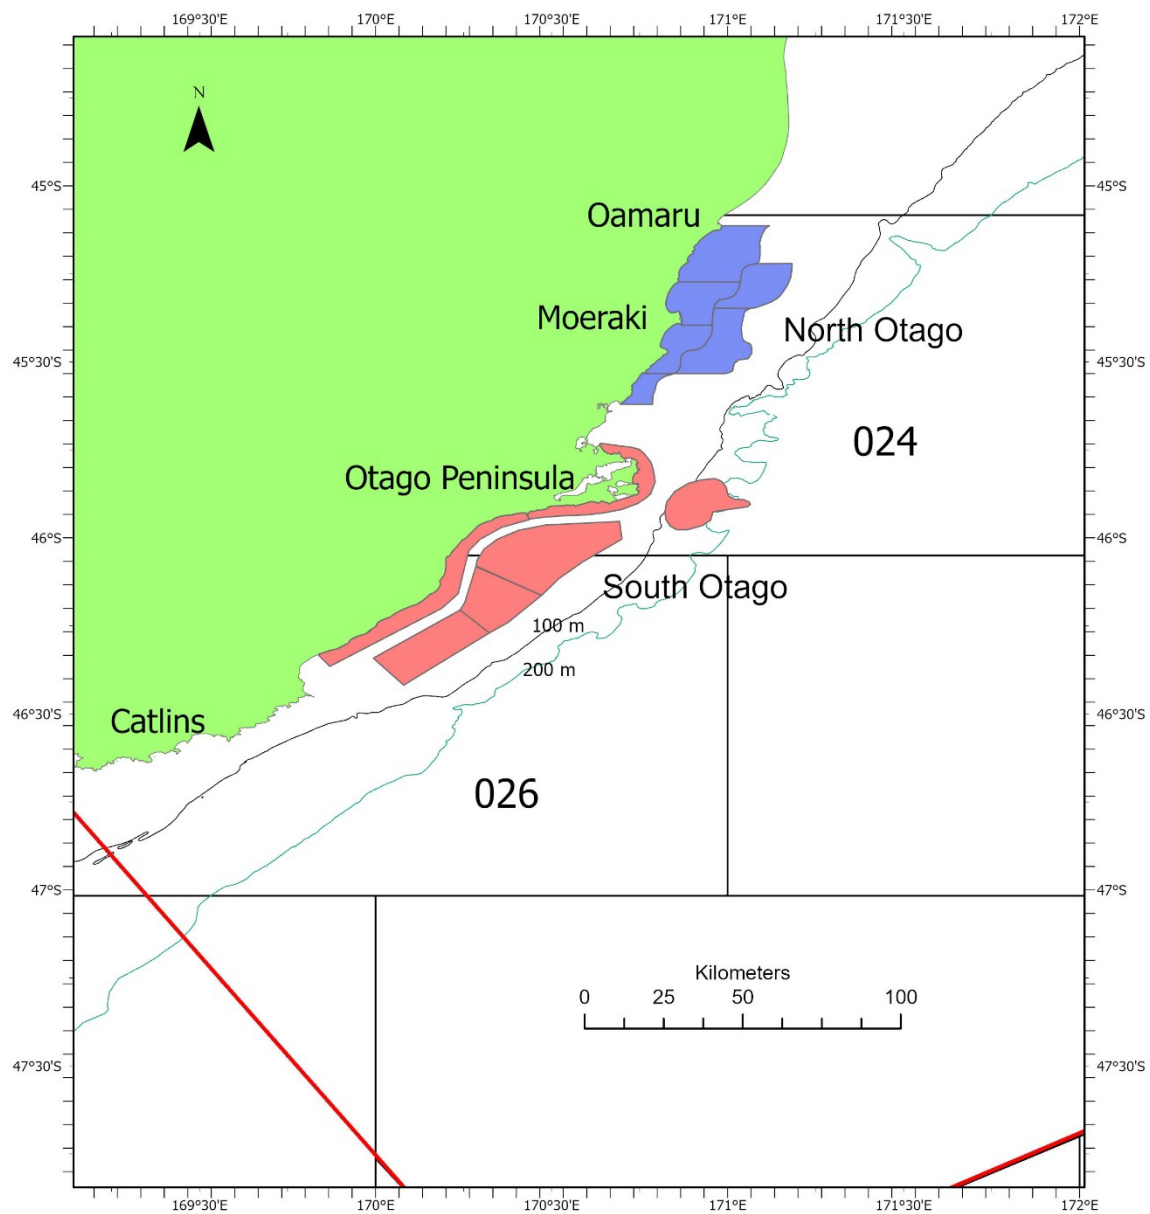 169°30'E 170°E 170°30'E 171°E 171°30'E 172°E
N
45°S 45°S
Oamaru
Moeraki
North Otago
45°30'S 45°30'S
024
Otago Peninsula
46°S 46°S
South Otago
100 m
200 m
46°30'S 46°30'S
Catlins
026
47°S 47°S
Kilometers
0 25 50 100
47°30'S 47°30'S
169°30'E 170°E 170°30'E 171°E 171°30'E 172°E